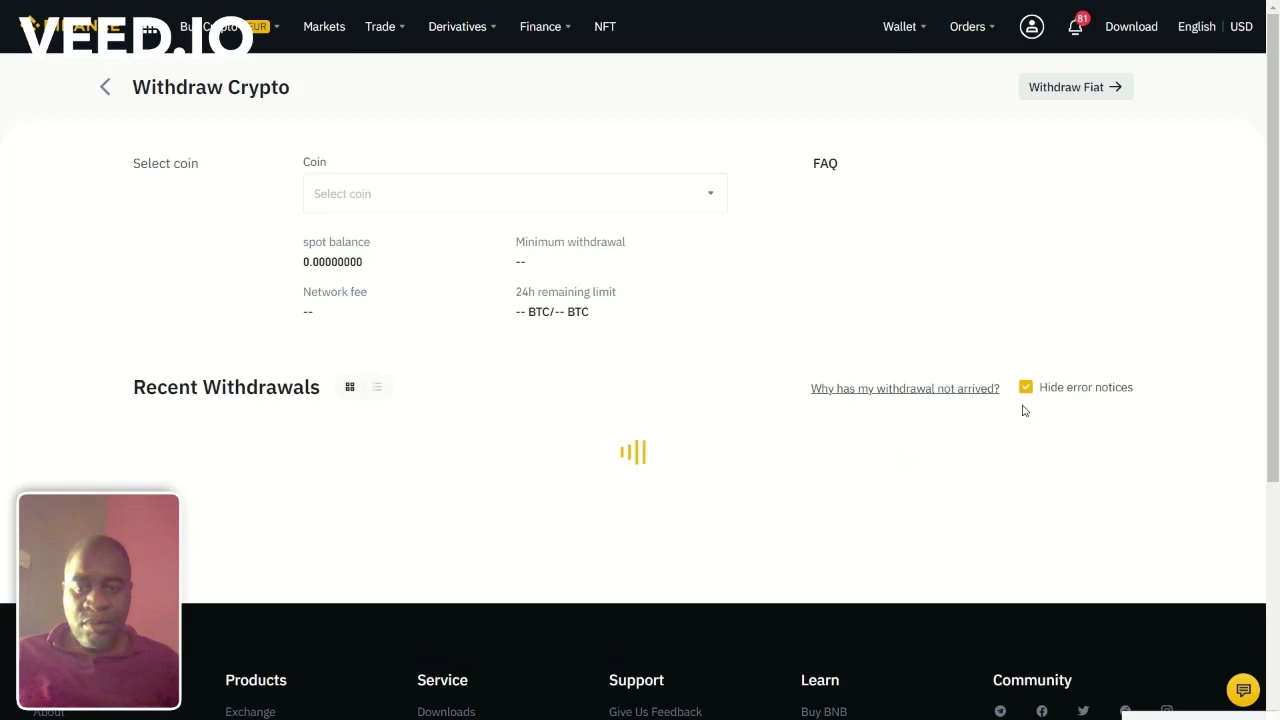 VEED.IO
Markets
Trade
Derivatives
Finance
NFT
Wallet
Orders
81
Download
English
USD
Withdraw Crypto
Withdraw Fiat
Select coin
Coin
FAQ
Select coin
spot balance
Minimum withdrawal
0.00000000
--
Network fee
24h remaining limit
--
-- BTC/-- BTC
Recent Withdrawals
Why has my withdrawal not arrived?
Hide error notices
Products
Service
Support
Learn
Community
About
Exchange
Downloads
Give Us Feedback
Buy BNB